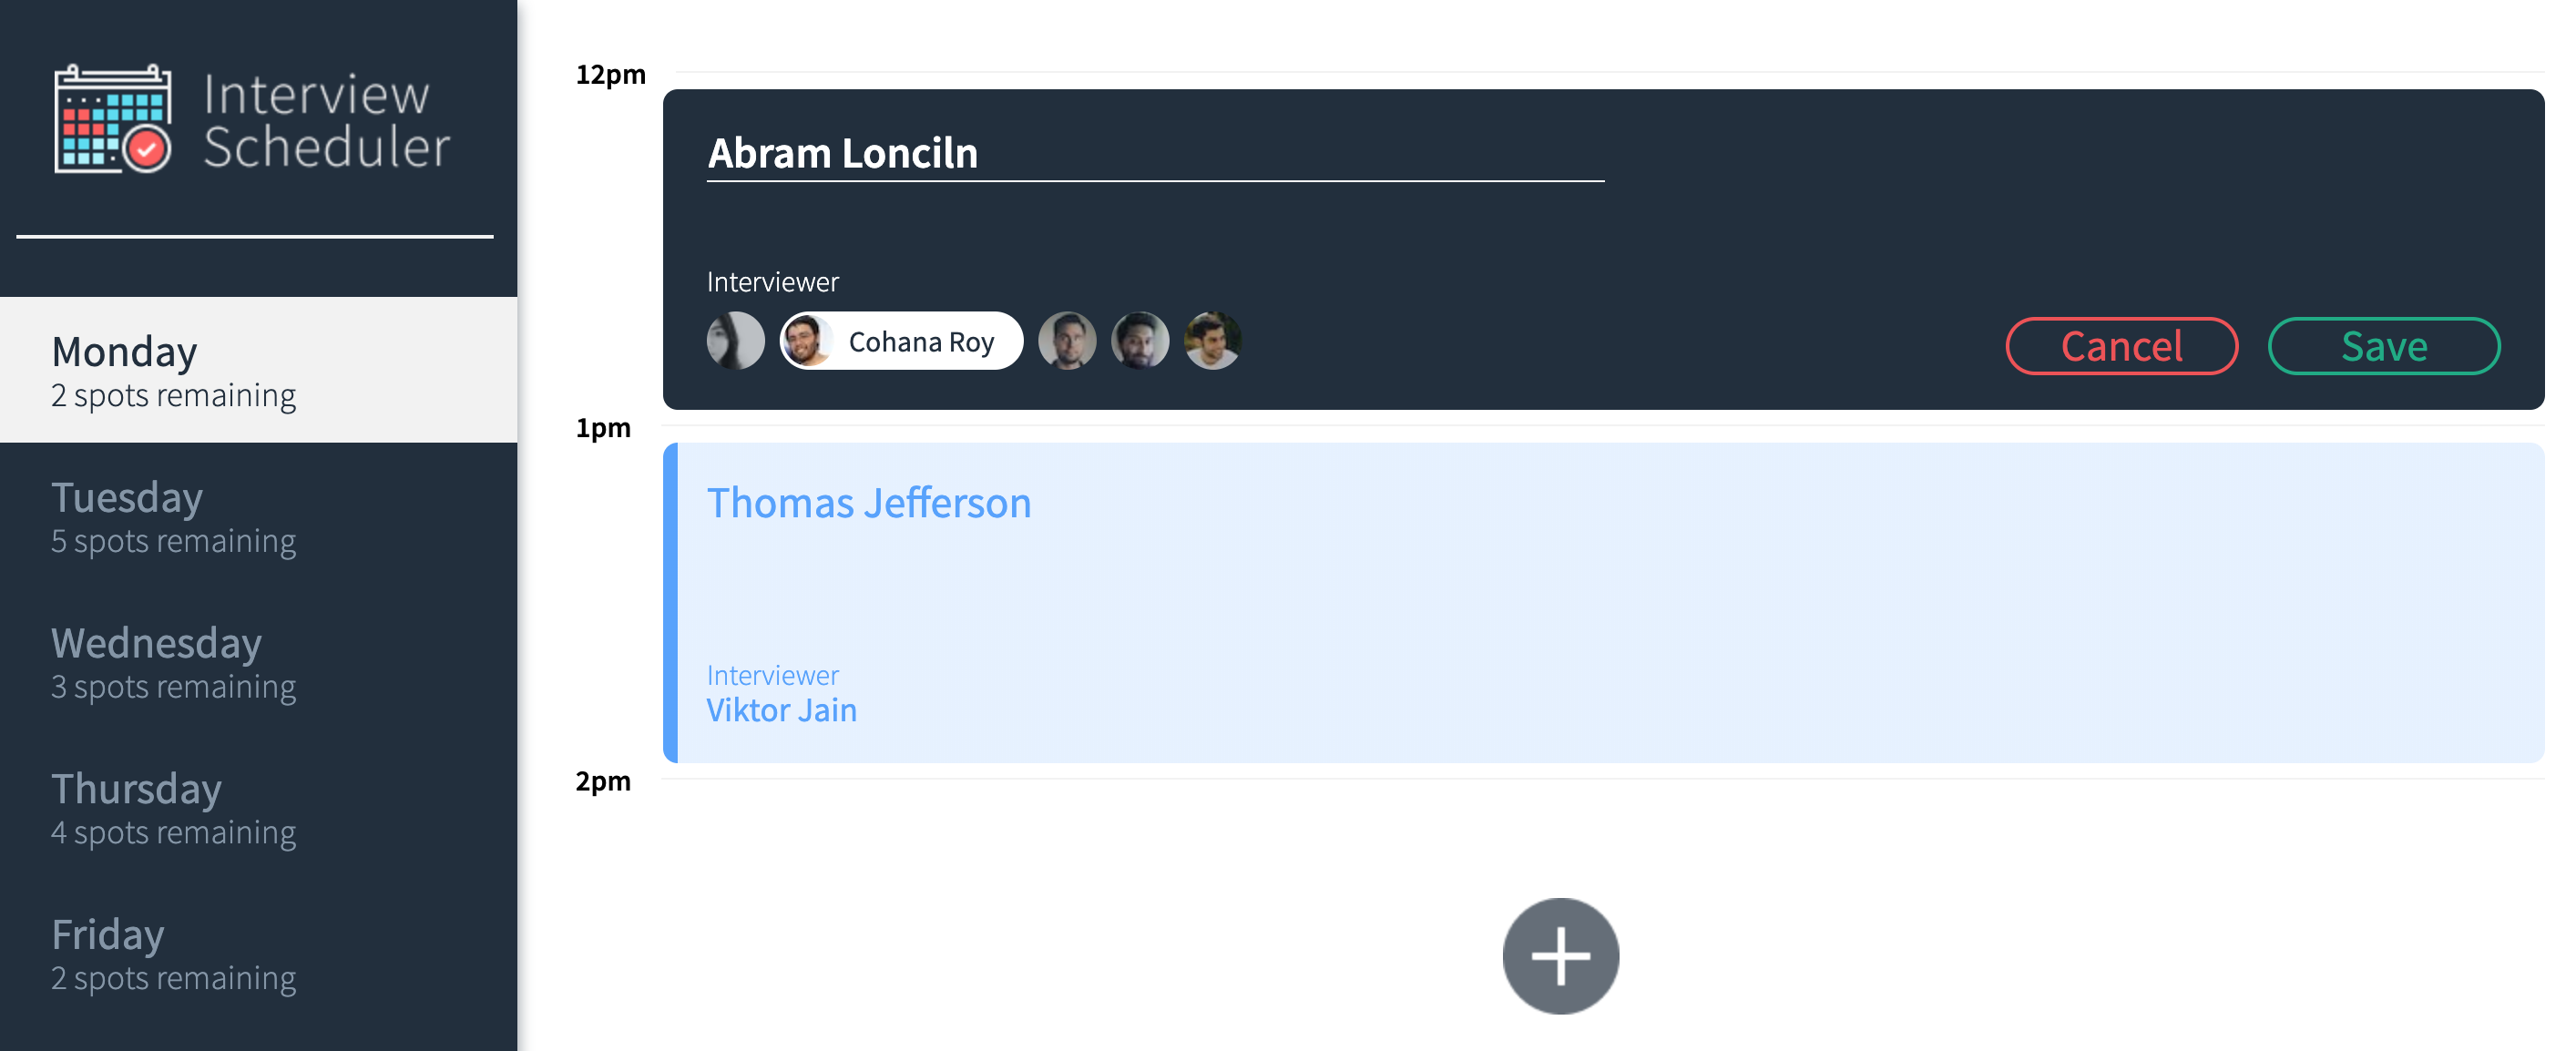 Interview
Scheduler
Monday
2 spots remaining
Tuesday
5 spots remaining
Wednesday
3 spots remaining
Thursday
4 spots remaining
Friday
2 spots remaining
12pm
Abram Lonciln
Interviewer
Cohana Roy
Cancel
Save
1pm
Thomas Jefferson
Interviewer
Viktor Jain
2pm